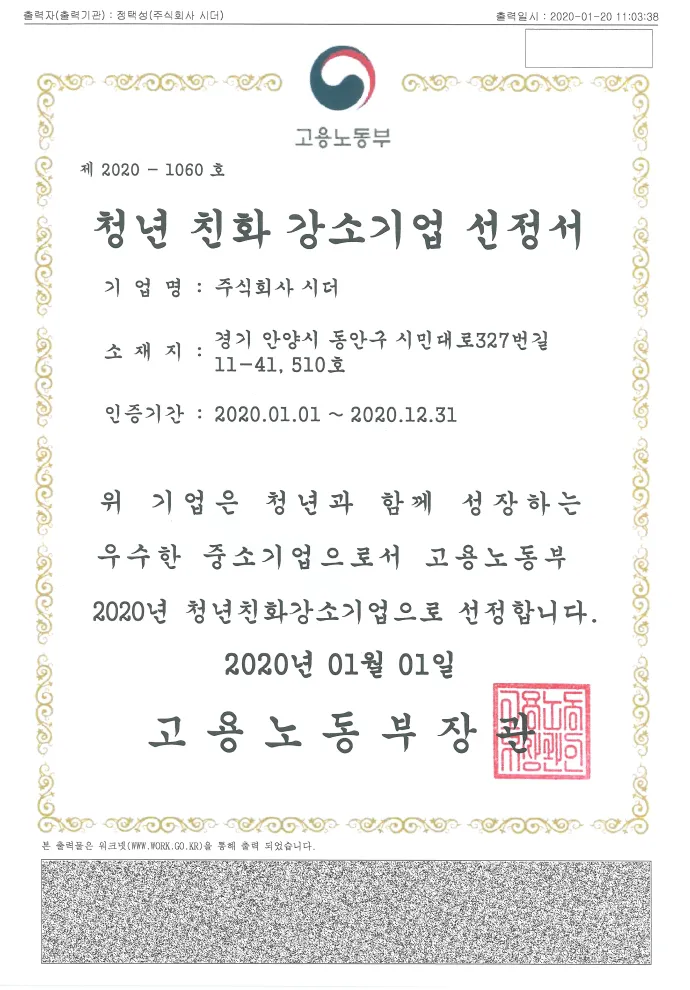 출력자(출력기관) : 정택성(주식회사 시더) 출력일시 : 2020-01-20 11:03:38
고용노동부
제 2020 - 1060 호
청년 친화 강소기업 선정서
기 업 명 : 주식회사 시더
소 재 지 : 경기 안양시 동안구 시민대로327번길
11-41, 510호
인증기간 : 2020.01.01 ~ 2020.12.31
위 기업은 청년과 함께 성장하는
우수한 중소기업으로서 고용노동부
2020년 청년친화강소기업으로 선정합니다.
2020년 01월 01일
고 용 노 동 부 장 관
본 출력물은 워크넷(WWW.WORK.GO.KR)을 통해 출력 되었습니다.